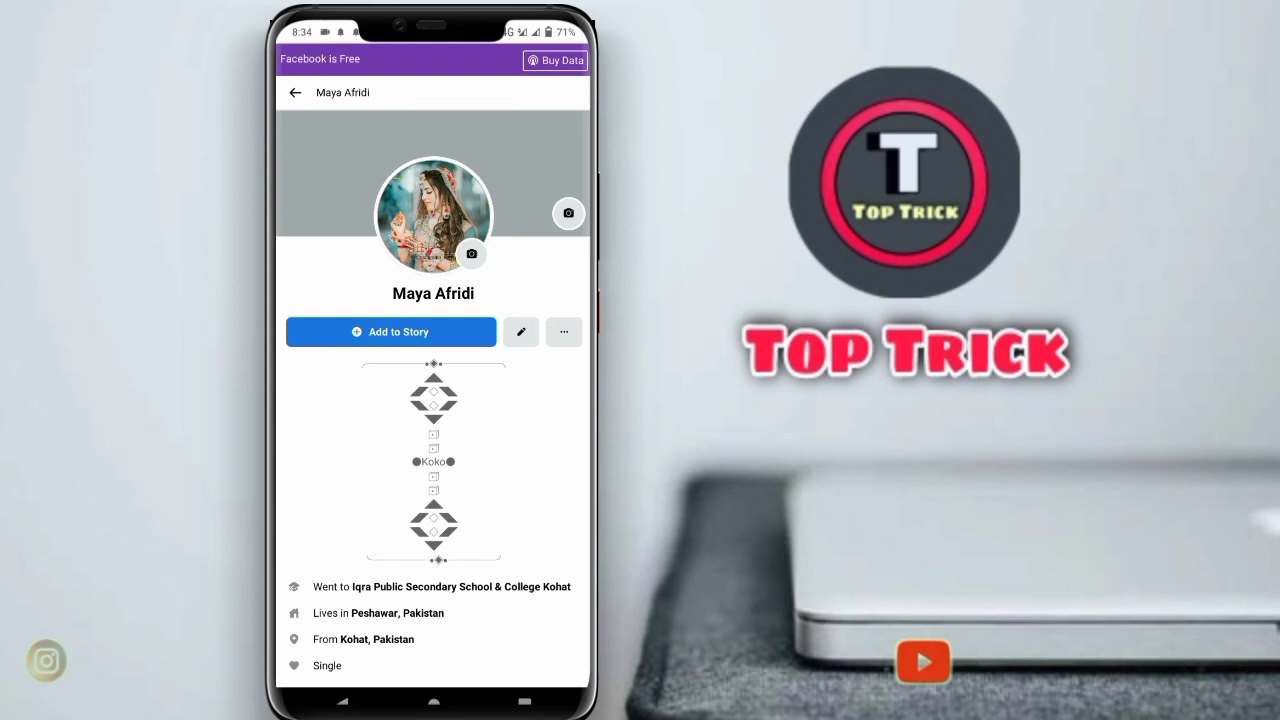 8:34
4G
71%
Facebook is Free
Buy Data
Maya Afridi
Maya Afridi
Add to Story
Koko
Went to Iqra Public Secondary School & College Kohat
Lives in Peshawar, Pakistan
From Kohat, Pakistan
Single
T
TOP TRICK
TOP TRICK